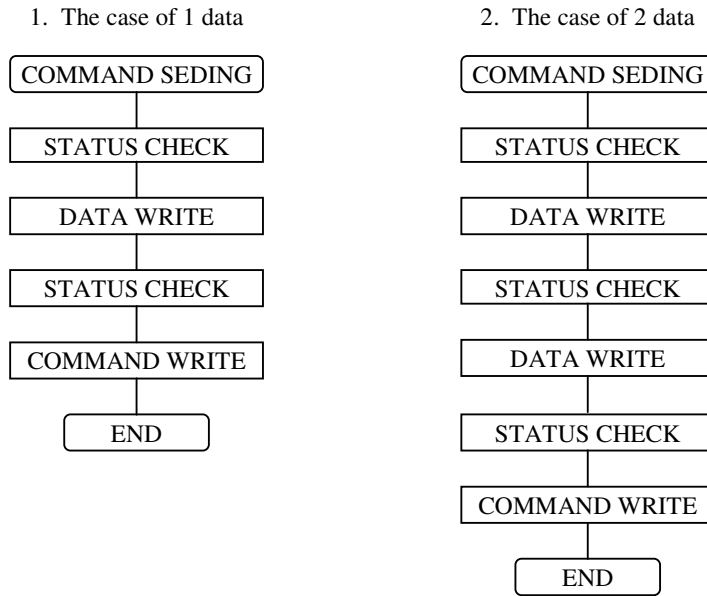 1. The case of 1 data
COMMAND SEDING
STATUS CHECK
DATA WRITE
STATUS CHECK
COMMAND WRITE
END
2. The case of 2 data
COMMAND SEDING
STATUS CHECK
DATA WRITE
STATUS CHECK
DATA WRITE
STATUS CHECK
COMMAND WRITE
END